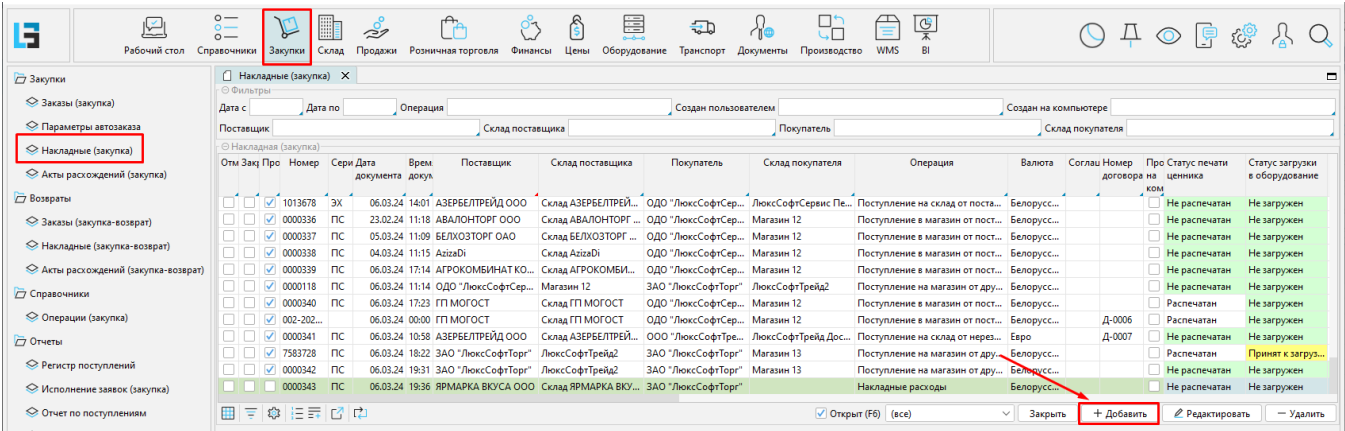 Рабочий стол Справочники Закупки Склад Продажи Розничная торговля Финансы Цены Оборудование Транспорт Документы Производство WMS BI
Закупки
Заказы (закупка)
Параметры автозаказа
Накладные (закупка)
Акты расхождений (закупка)
Возвраты
Заказы (закупка-возврат)
Накладные (закупка-возврат)
Акты расхождений (закупка-возврат)
Справочники
Операции (закупка)
Отчеты
Регистр поступлений
Исполнение заявок (закупка)
Отчет по поступлениям
Накладные (закупка) X
Фильтры
Дата с Дата по Операция Создан пользователем Создан на компьютере
Поставщик Склад поставщика Покупатель Склад покупателя
Накладная (закупка)
Отм Закр Про Номер Сери Дата Врем Поставщик Склад поставщика Покупатель Склад покупателя Операция Валюта Соглаш Номер Про Статус печати Статус загрузки
документа докум договора на ценника в оборудование
ком
1013678 ЭХ 06.03.24 14:01 АЗЕРБЕЛТРЕЙД ООО Склад АЗЕРБЕЛТРЕЙ... ОДО "ЛюксСофтСер... ЛюксСофтСервис Пе... Поступление на склад от поста... Белорусс... Не распечатан Не загружен
0000336 ПС 23.02.24 11:18 АВАЛОНТОРГ ООО Склад АВАЛОНТОРГ ... ОДО "ЛюксСофтСер... Магазин 12 Поступление в магазин от пост... Белорусс... Не распечатан Не загружен
0000337 ПС 05.03.24 11:09 БЕЛХОЗТОРГ ОАО Склад БЕЛХОЗТОРГ ... ОДО "ЛюксСофтСер... Магазин 12 Поступление в магазин от пост... Белорусс... Не распечатан Не загружен
0000338 ПС 04.03.24 11:15 AzizaDi Склад AzizaDi ОДО "ЛюксСофтСер... Магазин 12 Поступление в магазин от пост... Белорусс... Не распечатан Не загружен
0000339 ПС 06.03.24 17:14 АГРОКОМБИНАТ КО... Склад АГРОКОМБИ... ОДО "ЛюксСофтСер... Магазин 12 Поступление в магазин от пост... Белорусс... Не распечатан Не загружен
0000118 ПС 06.03.24 11:14 ОДО "ЛюксСофтСер... Магазин 12 ЗАО "ЛюксСофтТорг" ЛюксСофтТрейд2 Поступление на магазин от дру... Белорусс... Не распечатан Не загружен
0000340 ПС 06.03.24 17:23 ГП МОГОСТ Склад ГП МОГОСТ ОДО "ЛюксСофтСер... Магазин 12 Поступление в магазин от пост... Белорусс... Распечатан Не загружен
002-202... 06.03.24 00:00 ГП МОГОСТ Склад ГП МОГОСТ ОДО "ЛюксСофтСер... Магазин 12 Поступление в магазин от пост... Белорусс... Д-0006 Распечатан Не загружен
0000341 ПС 06.03.24 10:58 АЗЕРБЕЛТРЕЙД ООО Склад АЗЕРБЕЛТРЕЙ... ООО "ЛюксСофтТре... ЛюксСофтТрейд Дос... Поступление на склад от нерез... Евро Д-0007 Не распечатан Не загружен
7583728 ПС 06.03.24 18:22 ЗАО "ЛюксСофтТорг" ЛюксСофтТрейд2 ЗАО "ЛюксСофтТорг" Магазин 13 Поступление на магазин от дру... Белорусс... Распечатан Принят к загруз...
0000342 ПС 06.03.24 19:31 ЗАО "ЛюксСофтТорг" ЛюксСофтТрейд2 ЗАО "ЛюксСофтТорг" Магазин 13 Поступление на магазин от дру... Белорусс... Не распечатан Не загружен
0000343 ПС 06.03.24 19:36 ЯРМАРКА ВКУСА ООО Склад ЯРМАРКА ВКУ... ЗАО "ЛюксСофтТорг" Накладные расходы Белорусс... Не распечатан Не загружен
Открыт (F6) (все) Закрыть + Добавить Редактировать — Удалить